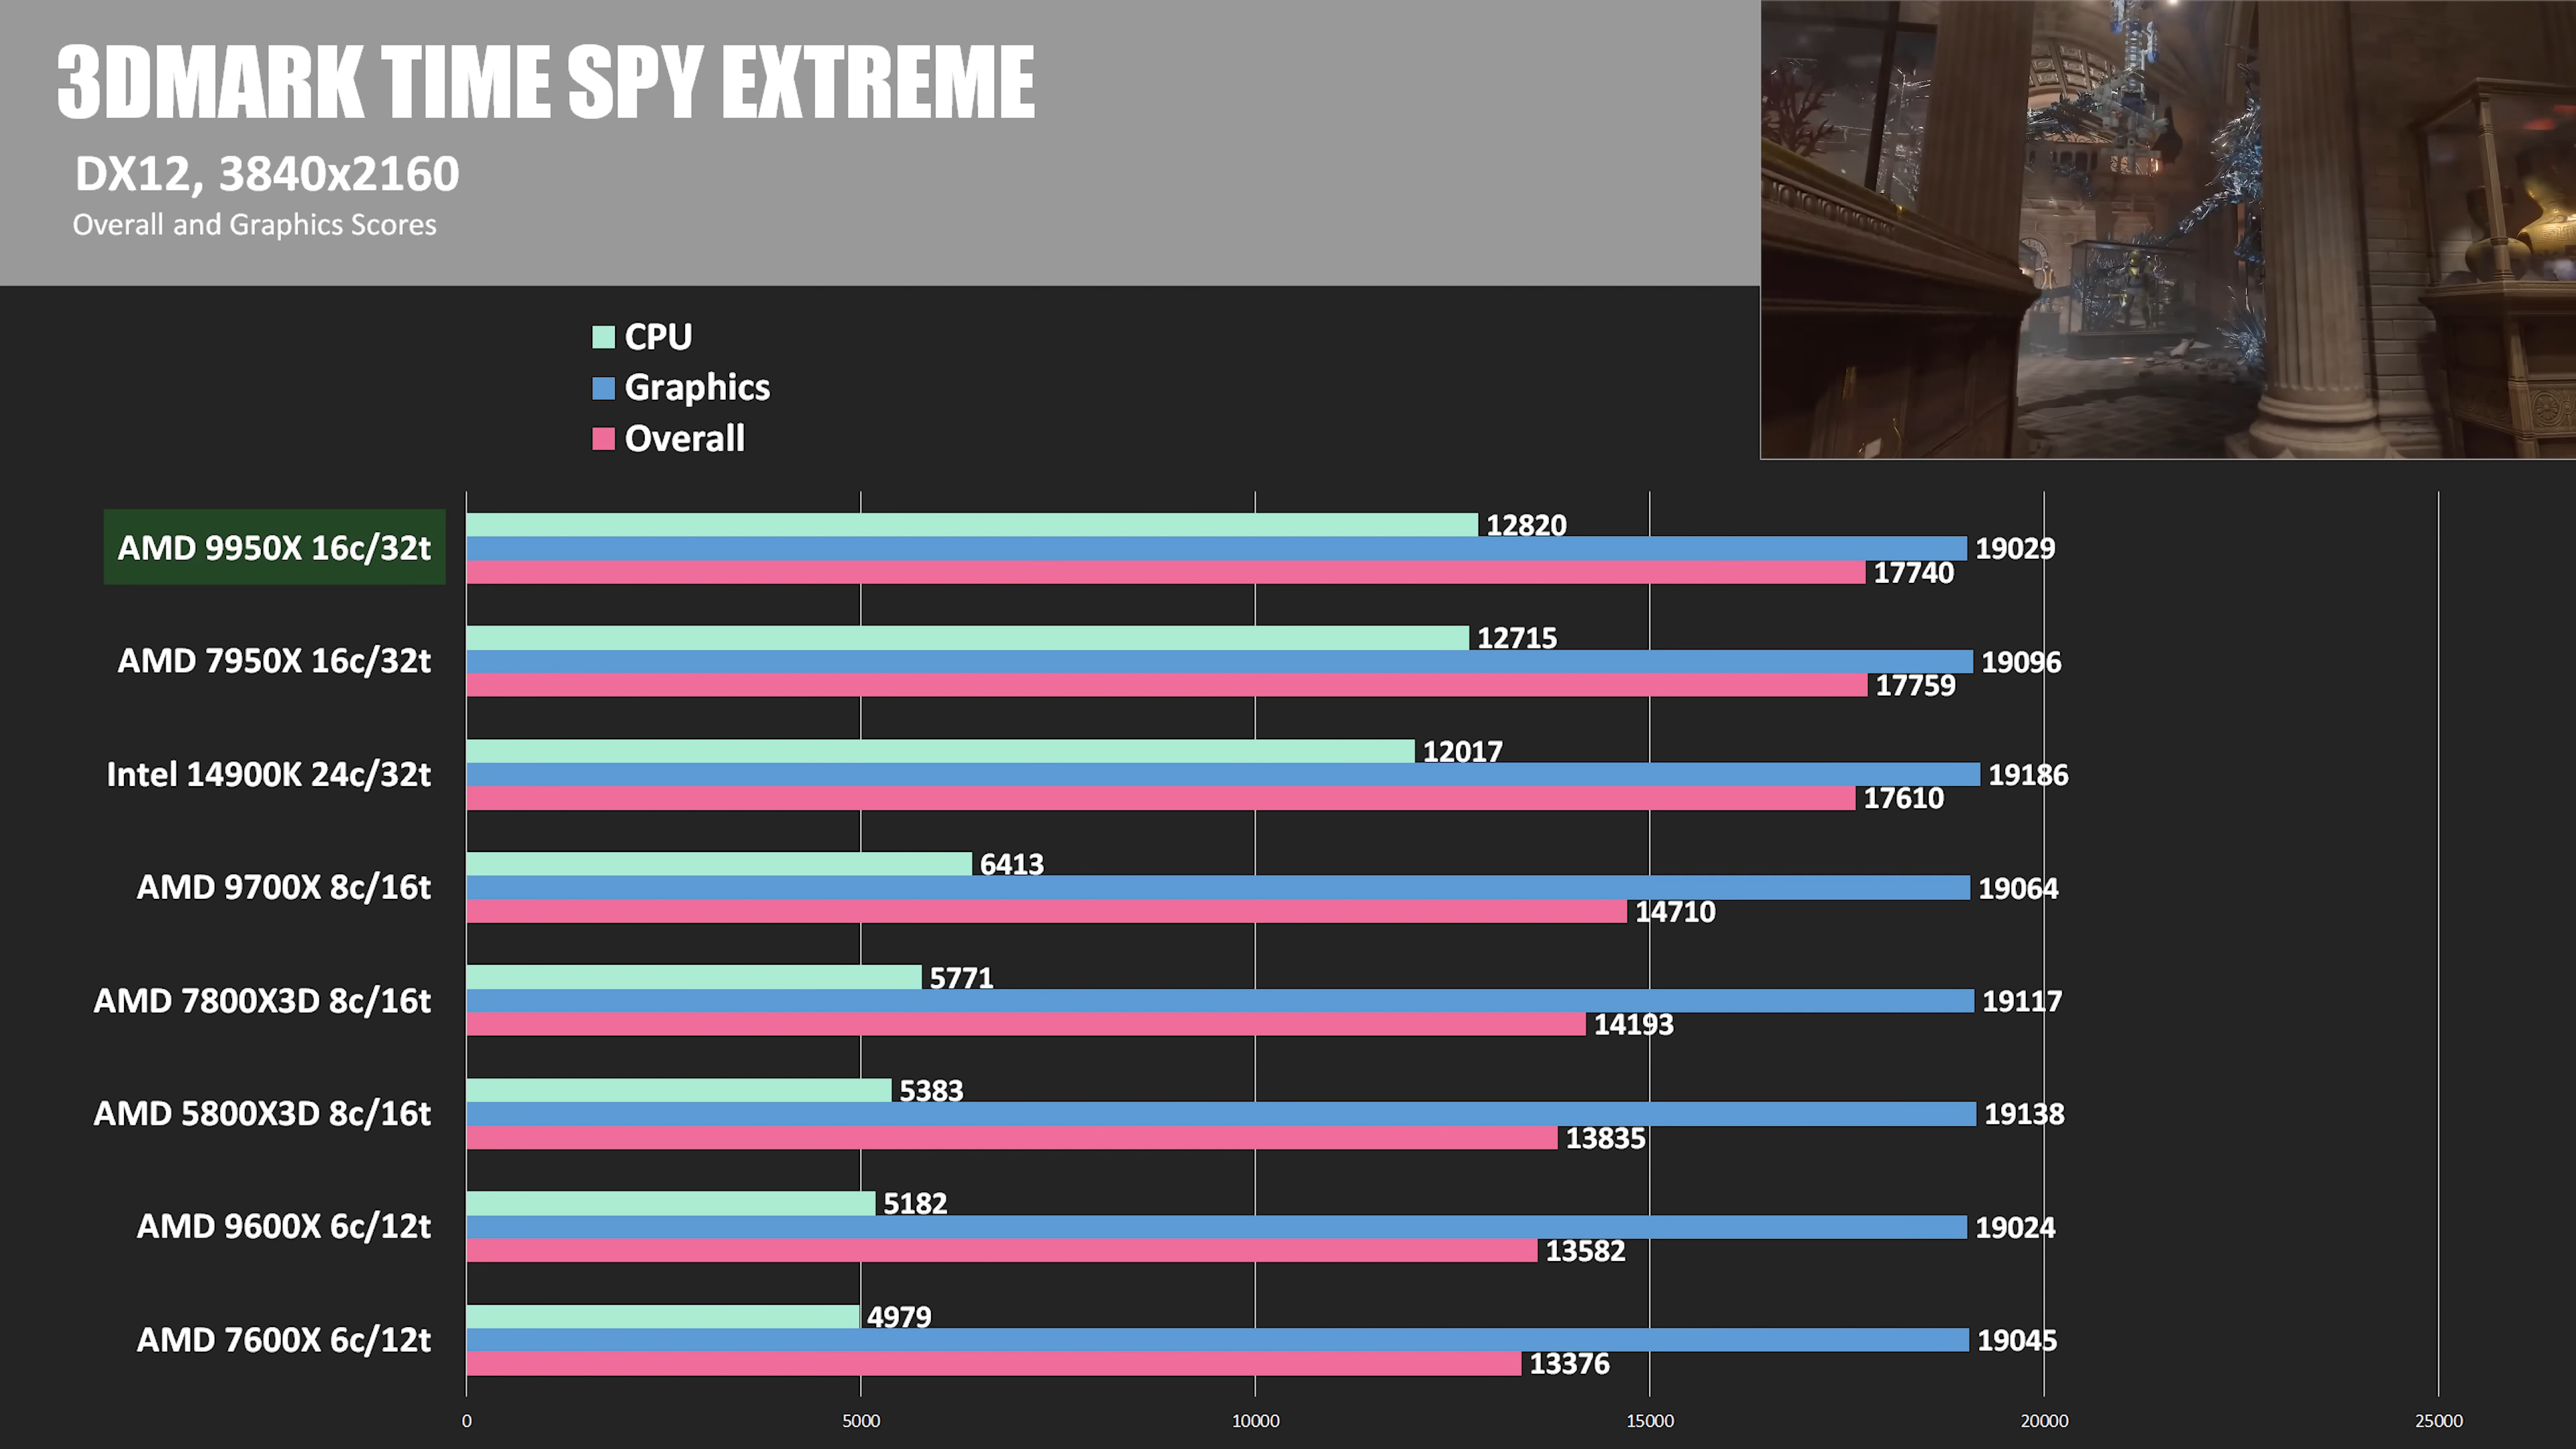 3DMARK TIME SPY EXTREME
DX12, 3840x2160
Overall and Graphics Scores
CPU
Graphics
Overall
AMD 9950X 16c/32t
12820
19029
17740
AMD 7950X 16c/32t
12715
19096
17759
Intel 14900K 24c/32t
12017
19186
17610
AMD 9700X 8c/16t
6413
19064
14710
AMD 7800X3D 8c/16t
5771
19117
14193
AMD 5800X3D 8c/16t
5383
19138
13835
AMD 9600X 6c/12t
5182
19024
13582
AMD 7600X 6c/12t
4979
19045
13376
0 5000 10000 15000 20000 25000